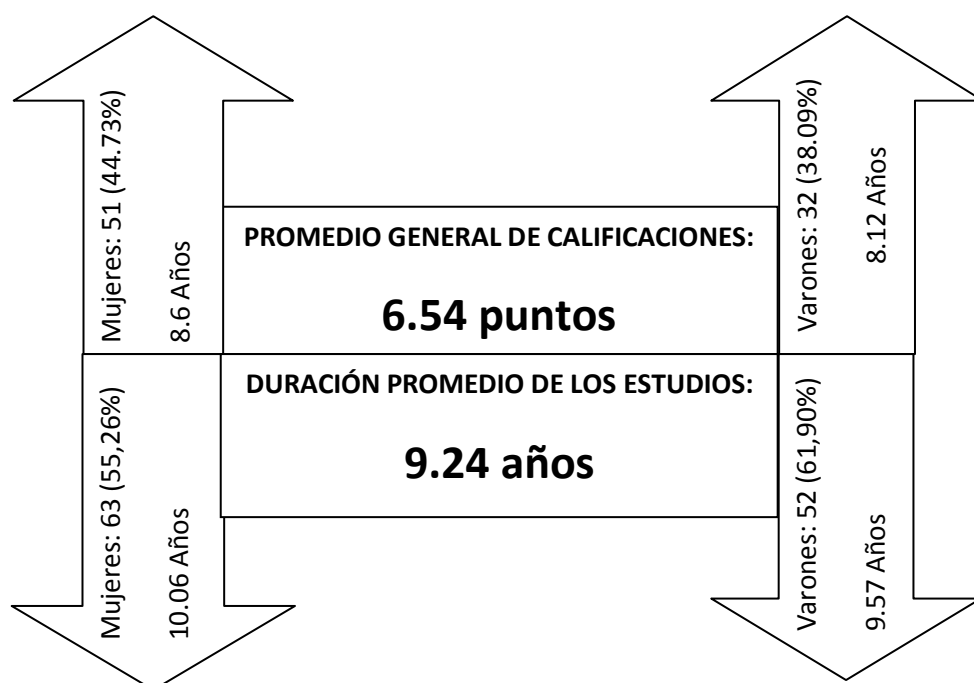 Mujeres: 51 (44.73%)
8.6 Años
PROMEDIO GENERAL DE CALIFICACIONES:
6.54 puntos
Varones: 32 (38.09%)
8.12 Años
Mujeres: 63 (55,26%)
10.06 Años
DURACIÓN PROMEDIO DE LOS ESTUDIOS:
9.24 años
Varones: 52 (61,90%)
9.57 Años